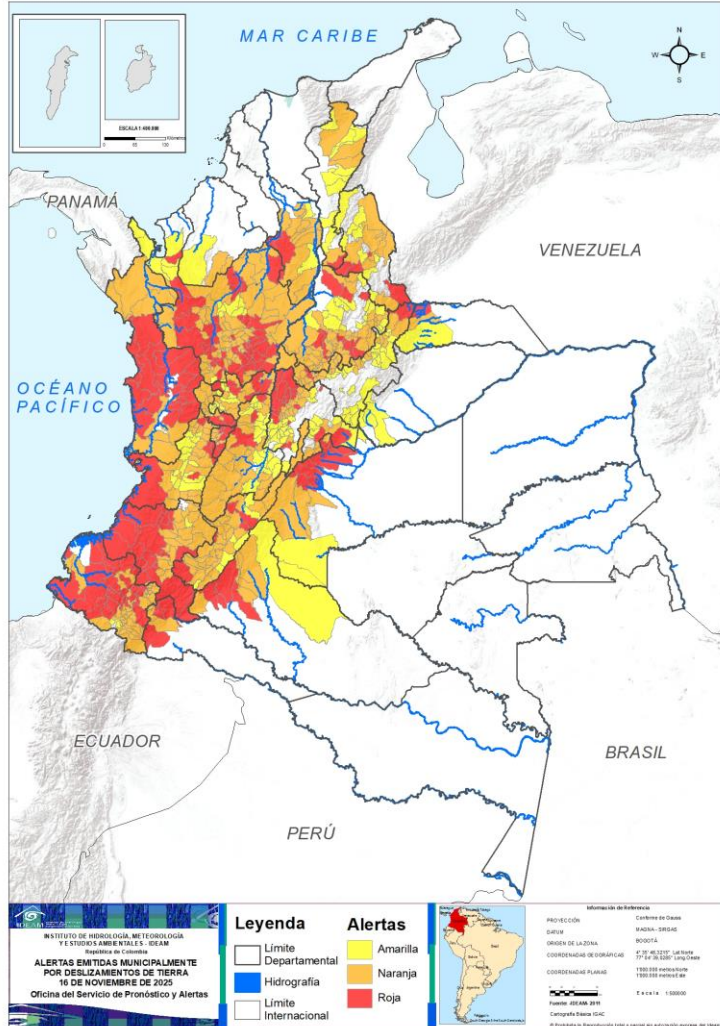 MAR CARIBE
N
W
E
S
ESCALA 1:400,000
PANAMÁ
VENEZUELA
OCÉANO
PACÍFICO
ECUADOR
BRASIL
PERÚ
IDEAM
INSTITUTO DE HIDROLOGÍA, METEOROLOGÍA
Y ESTUDIOS AMBIENTALES - IDEAM
República de Colombia
ALERTAS EMITIDAS MUNICIPALMENTE
POR DESLIZAMIENTOS DE TIERRA
16 DE NOVIEMBRE DE 2025
Oficina del Servicio de Pronóstico y Alertas
Leyenda
Límite
Departamental
Hidrografía
Límite
Internacional
Alertas
Amarilla
Naranja
Roja
Información de Referencia
PROYECCIÓN Conforme de Gauss
DATUM MAGNA - SIRGAS
ORIGEN DE LA ZONA BOGOTÁ
COORDENADAS GEOGRÁFICAS
COORDENADAS PLANAS
Fuente: IDEAM 2011
Cartografía Básica IGAC